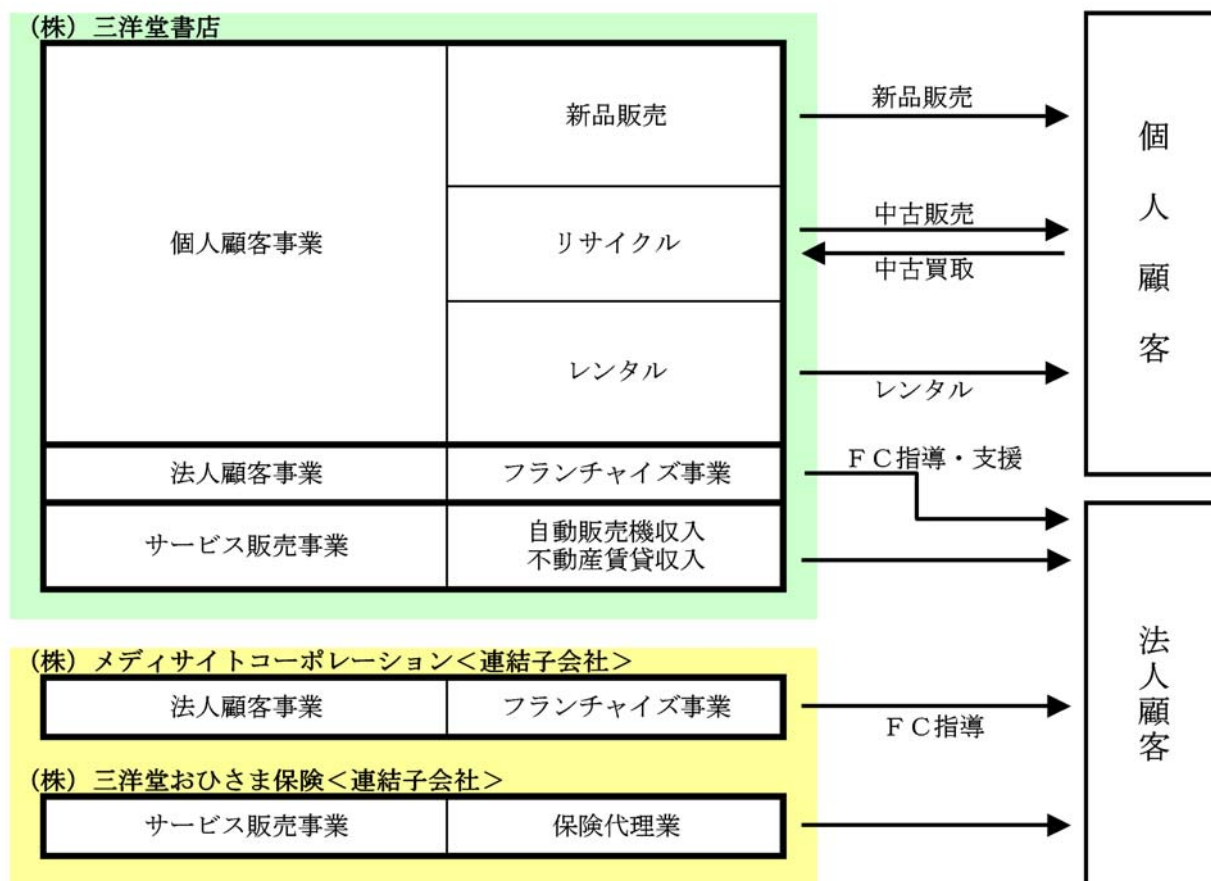 (株)三洋堂書店
個人顧客事業
新品販売
リサイクル
レンタル
法人顧客事業
フランチャイズ事業
サービス販売事業
自動販売機収入
不動産賃貸収入
新品販売
中古販売
中古買取
レンタル
FC指導・支援
個人顧客
(株)メディサイトコーポレーション<連結子会社>
法人顧客事業
フランチャイズ事業
FC指導
(株)三洋堂おひさま保険<連結子会社>
サービス販売事業
保険代理業
法人顧客